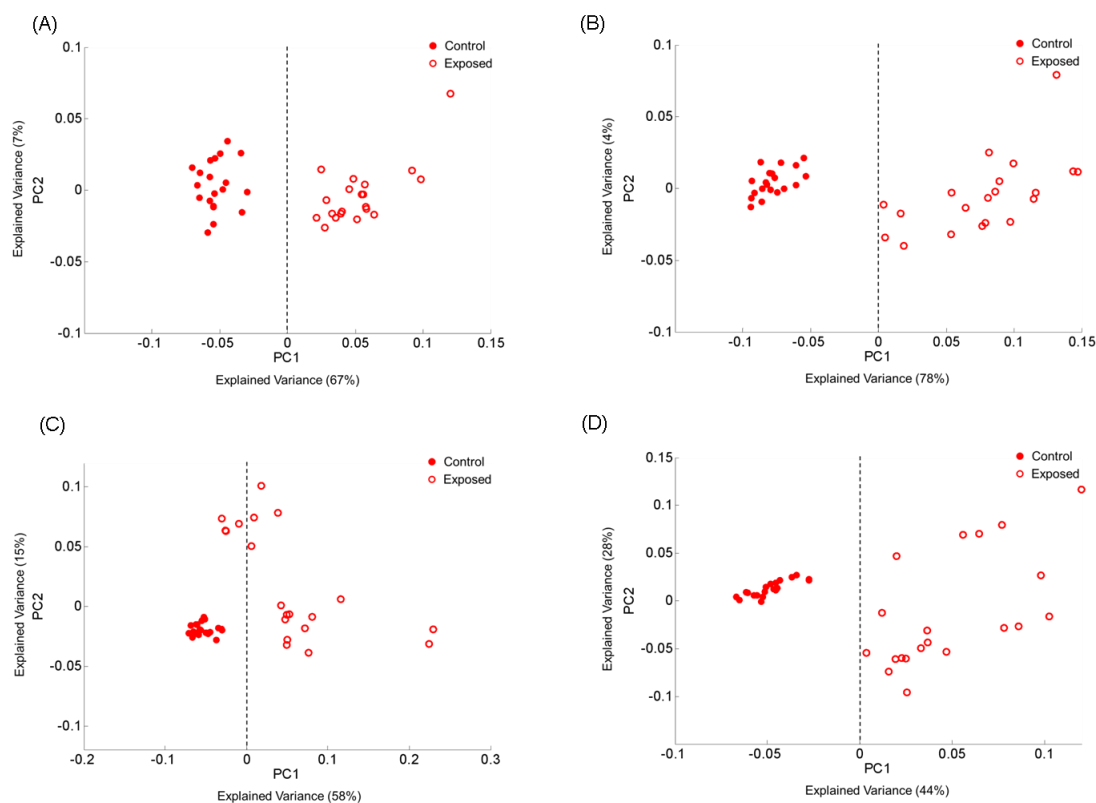 (A)
0.1
0.05
0
-0.05
-0.1
Explained Variance (7%)
PC2
Control
Exposed
-0.1
-0.05
0
0.05
0.1
0.15
PC1
Explained Variance (67%)
(B)
0.1
0.05
0
-0.05
-0.1
Explained Variance (4%)
PC2
Control
Exposed
-0.1
-0.05
0
0.05
0.1
0.15
PC1
Explained Variance (78%)
(C)
0.1
0.05
0
-0.05
-0.1
Explained Variance (15%)
PC2
Control
Exposed
-0.2
-0.1
0
0.1
0.2
0.3
PC1
Explained Variance (58%)
(D)
0.15
0.1
0.05
0
-0.05
-0.1
Explained Variance (28%)
PC2
Control
Exposed
-0.1
-0.05
0
0.05
0.1
PC1
Explained Variance (44%)